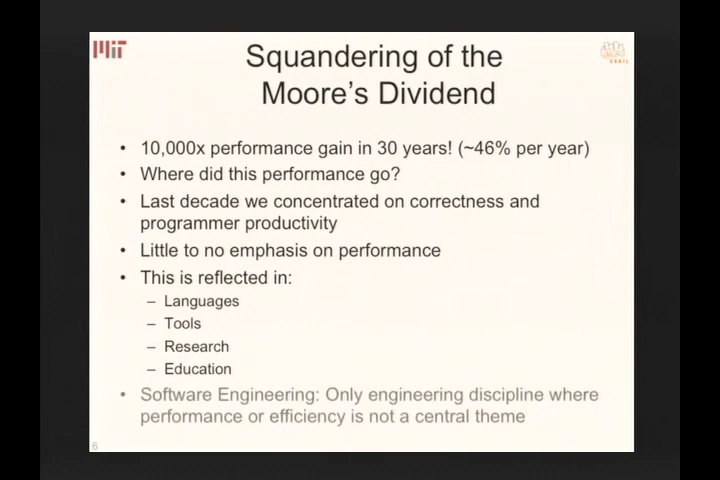 MIT
CSAIL
Squandering of the
Moore's Dividend
• 10,000x performance gain in 30 years! (~46% per year)
• Where did this performance go?
• Last decade we concentrated on correctness and
programmer productivity
• Little to no emphasis on performance
• This is reflected in:
– Languages
– Tools
– Research
– Education
• Software Engineering: Only engineering discipline where
performance or efficiency is not a central theme
6